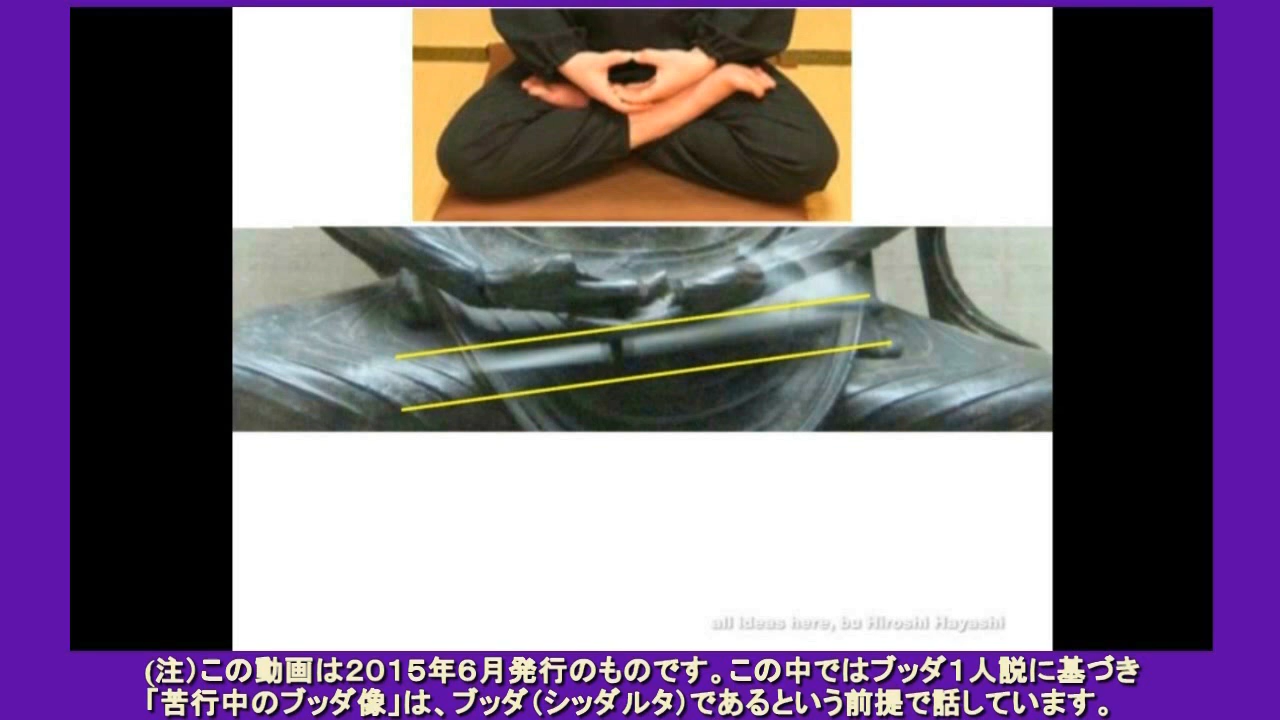 all ideas here, bu Hiroshi Hayashi
(注)この動画は2015年6月発行のものです。この中ではブッダ1人説に基づき
「苦行中のブッダ像」は、ブッダ(シッダルタ)であるという前提で話しています。